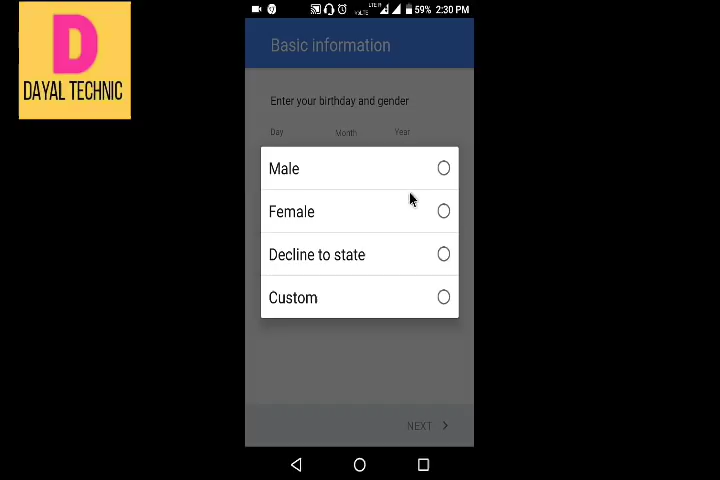 D
DAYAL TECHNIC
59% 2:30 PM
Basic information
Enter your birthday and gender
Day Month Year
Male
Female
Decline to state
Custom
NEXT